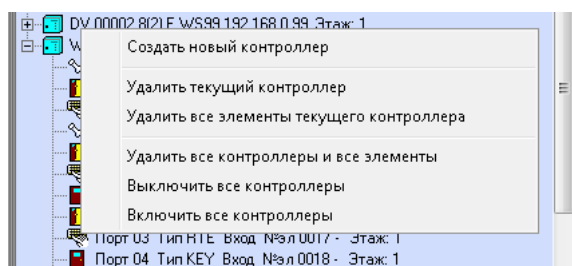 DV 00002 8(2)E WS99 192.168.0.99 Этаж: 1
W
Создать новый контроллер
Удалить текущий контроллер
Удалить все элементы текущего контроллера
Удалить все контроллеры и все элементы
Выключить все контроллеры
Включить все контроллеры
Порт 03 Тип RTE Вход №эл 0017 - Этаж: 1
Порт 04 Тип KEY Вход №эл 0018 - Этаж: 1